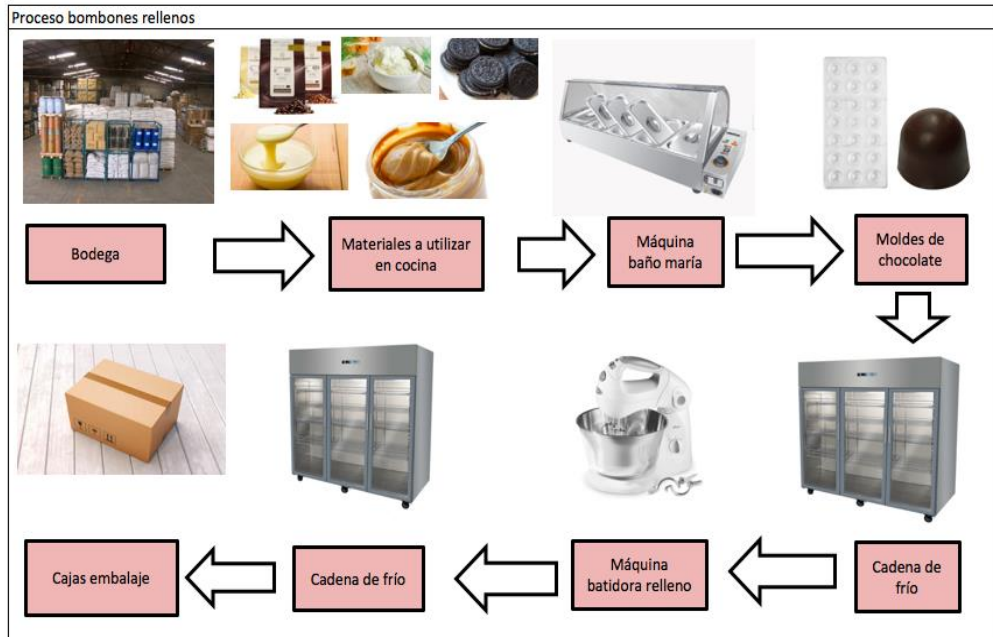 Proceso bombones rellenos
Bodega
Materiales a utilizar
en cocina
Máquina
baño maría
Moldes de
chocolate
Cajas embalaje
Cadena de frío
Máquina
batidora relleno
Cadena de
frío